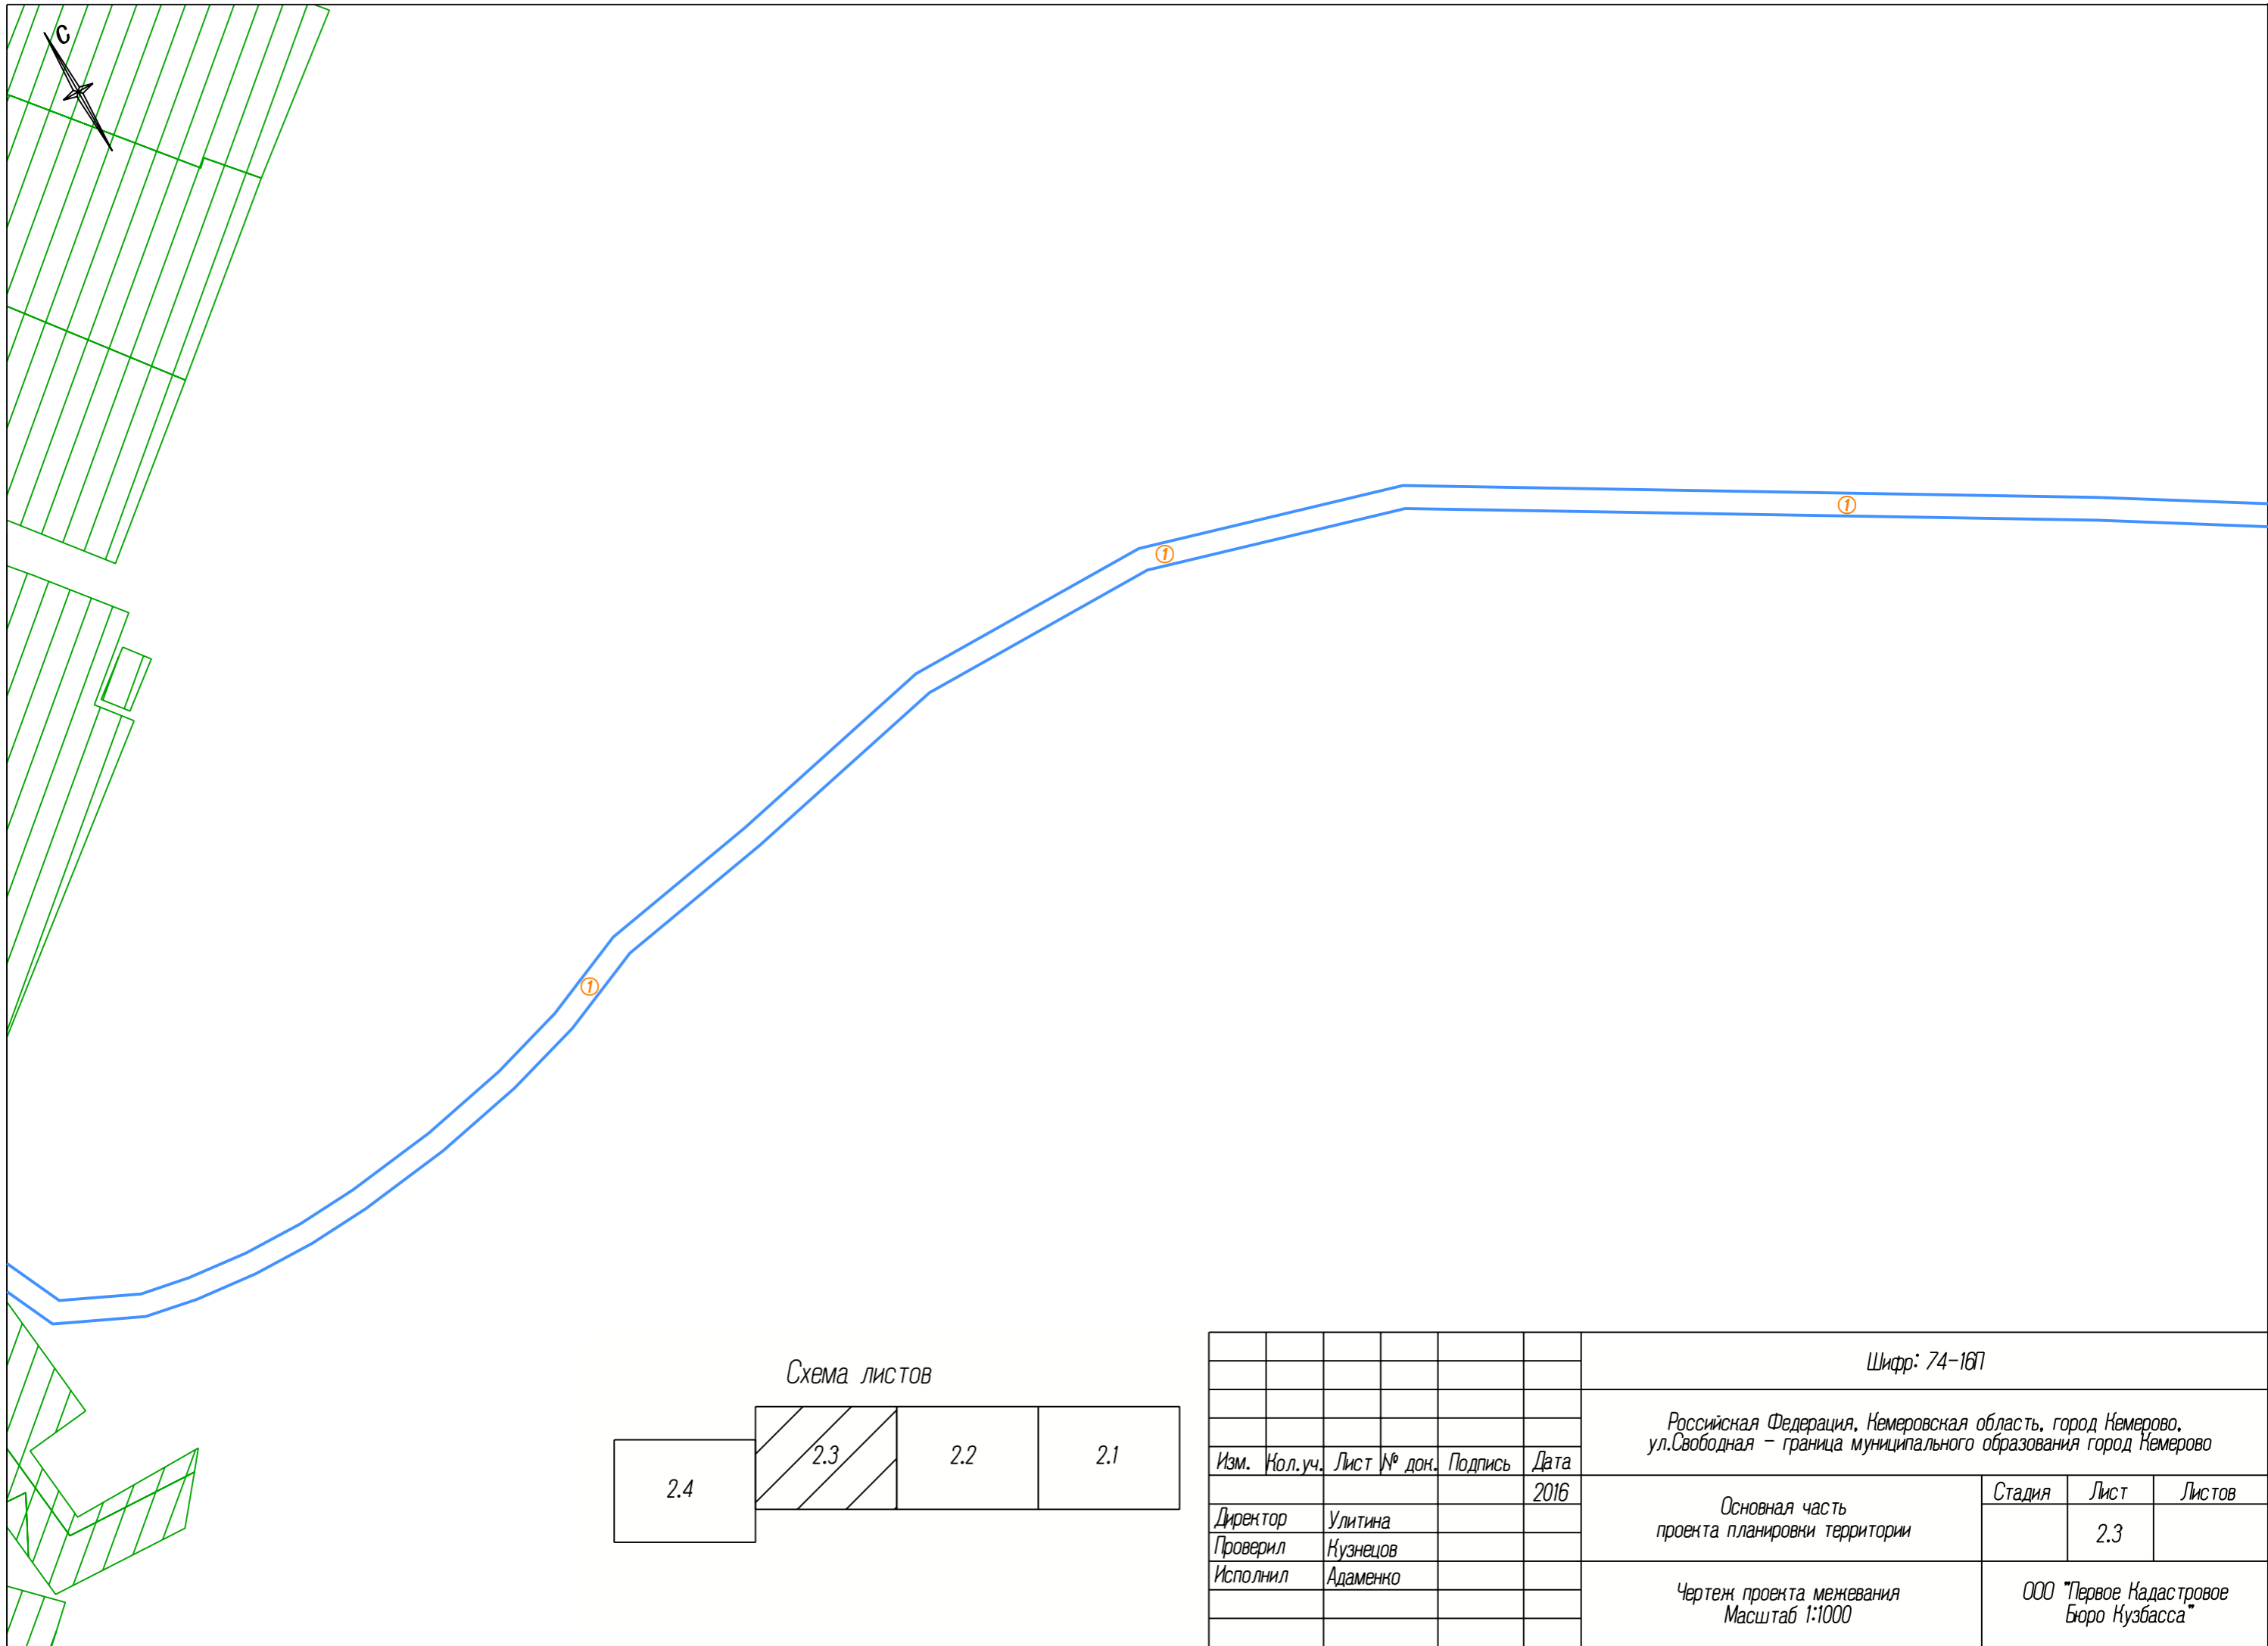 С
1
1
1
Схема листов
2.4
2.3
2.2
2.1
Шифр: 74-16П
Российская Федерация, Кемеровская область, город Кемерово,
ул.Свободная - граница муниципального образования город Кемерово
Изм. Кол.уч. Лист № док. Подпись Дата
2016
Директор Улитина
Проверил Кузнецов
Исполнил Адаменко
Основная часть
проекта планировки территории
Стадия Лист Листов
2.3
Чертеж проекта межевания
Масштаб 1:1000
ООО "Первое Кадастровое
Бюро Кузбасса"